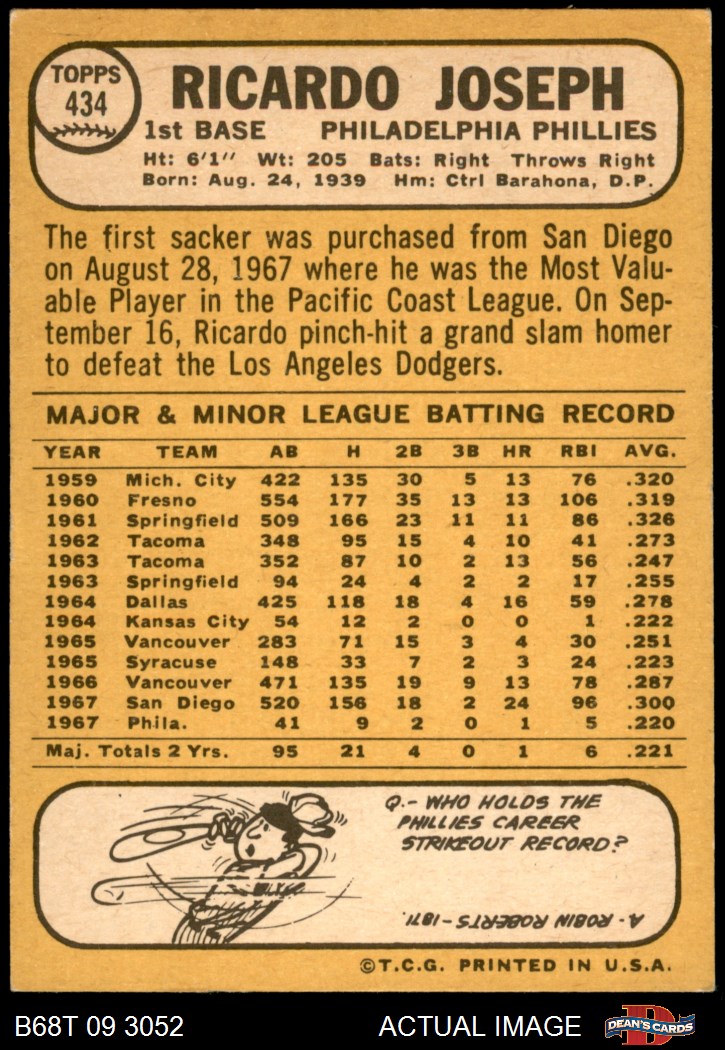 TOPPS
434
RICARDO JOSEPH
1st BASE PHILADELPHIA PHILLIES
Ht: 6'1" Wt: 205 Bats: Right Throws Right
Born: Aug. 24, 1939 Hm: Ctrl Barahona, D.P.
The first sacker was purchased from San Diego
on August 28, 1967 where he was the Most Valu-
able Player in the Pacific Coast League. On Sep-
tember 16, Ricardo pinch-hit a grand slam homer
to defeat the Los Angeles Dodgers.
MAJOR & MINOR LEAGUE BATTING RECORD
YEAR TEAM AB H 2B 3B HR RBI AVG.
1959 Mich. City 422 135 30 5 13 76 .320
1960 Fresno 554 177 35 13 13 106 .319
1961 Springfield 509 166 23 11 11 86 .326
1962 Tacoma 348 95 15 4 10 41 .273
1963 Tacoma 352 87 10 2 13 56 .247
1963 Springfield 94 24 4 2 2 17 .255
1964 Dallas 425 118 18 4 16 59 .278
1964 Kansas City 54 12 2 0 0 1 .222
1965 Vancouver 283 71 15 3 4 30 .251
1965 Syracuse 148 33 7 2 3 24 .223
1966 Vancouver 471 135 19 9 13 78 .287
1967 San Diego 520 156 18 2 24 96 .300
1967 Phila. 41 9 2 0 1 5 .220
Maj. Totals 2 Yrs. 95 21 4 0 1 6 .221
Q.- WHO HOLDS THE
PHILLIES CAREER
STRIKEOUT RECORD?
A- ROBIN ROBERTS-1871.
©T.C.G. PRINTED IN U.S.A.
B68T 09 3052 ACTUAL IMAGE
D
DEAN'S CARDS